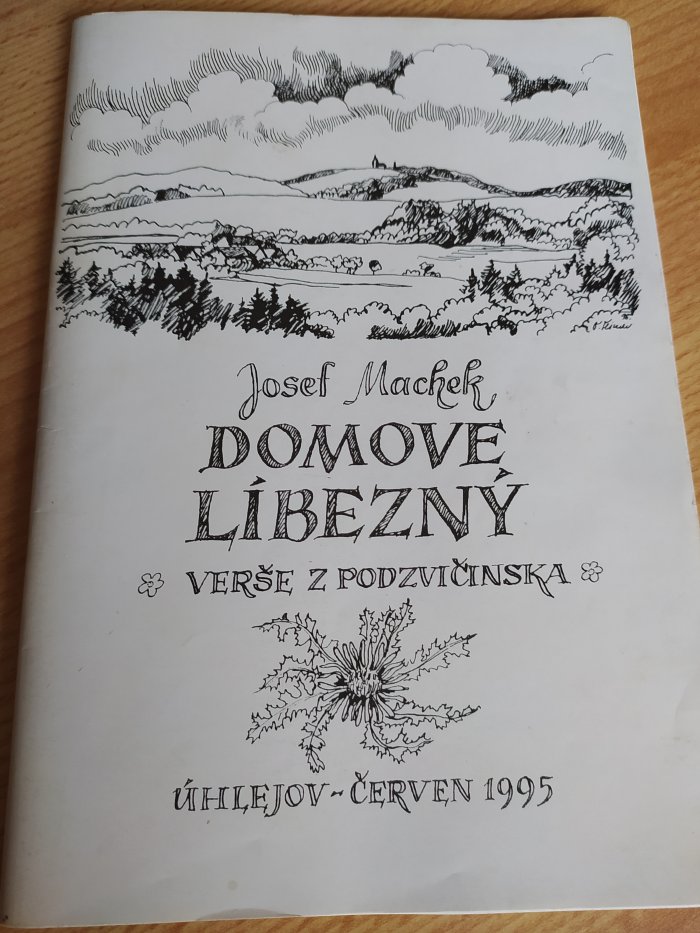 Josef Machek
DOMOVE
LÍBEZNÝ
VERŠE Z PODZVIČINSKA
ÚHLEJOV - ČERVEN 1995